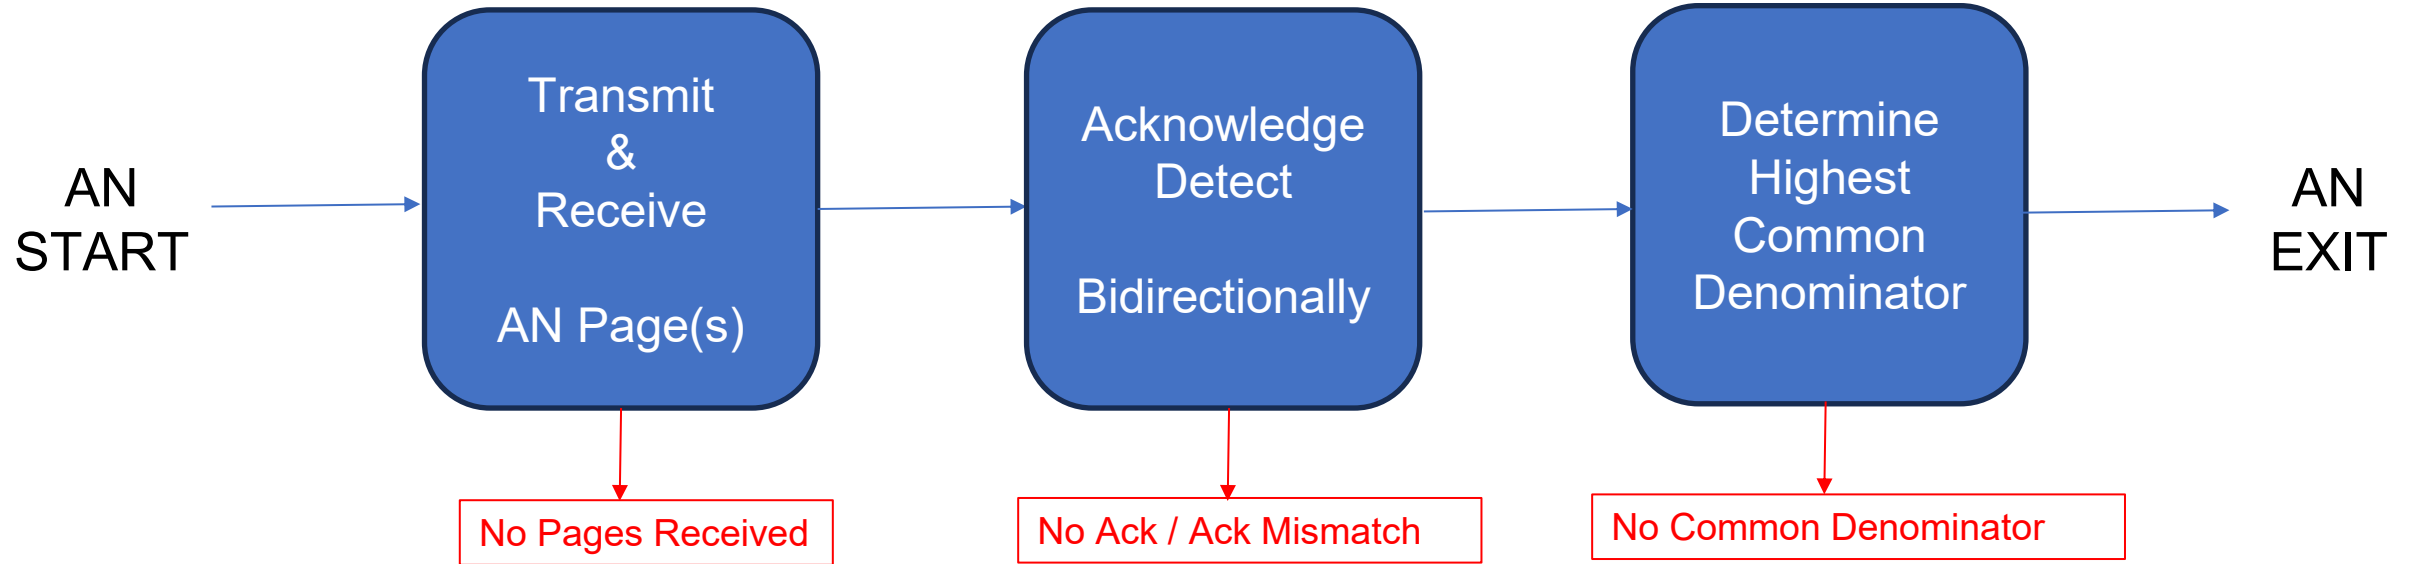 AN
START
Transmit
&
Receive
AN Page(s)
No Pages Received
Acknowledge
Detect
Bidirectionally
No Ack / Ack Mismatch
Determine
Highest
Common
Denominator
No Common Denominator
AN
EXIT